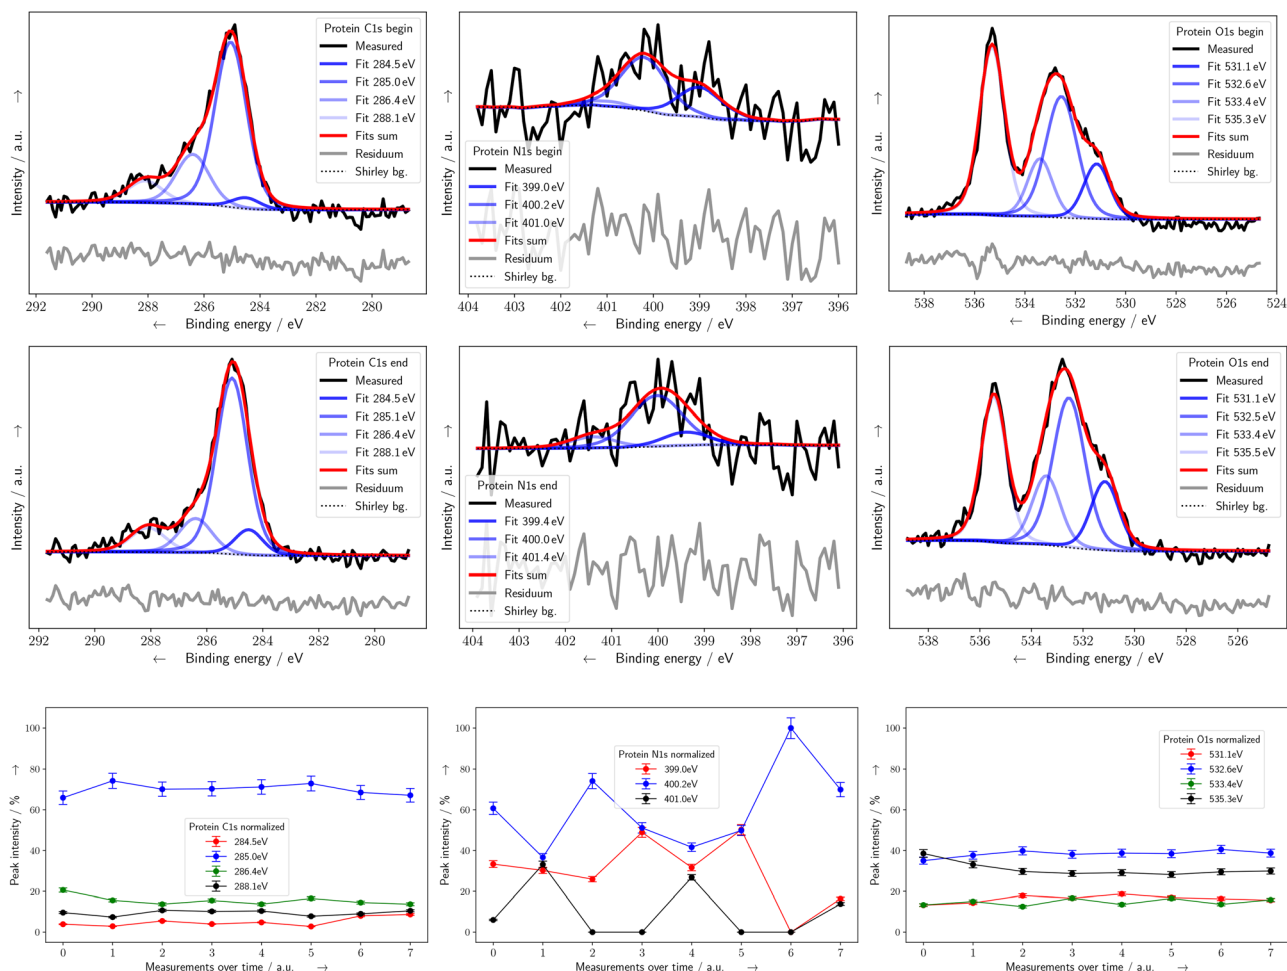 Protein C1s begin
Measured
Fit 284.5 eV
Fit 285.0 eV
Fit 286.4 eV
Fit 288.1 eV
Fits sum
Residuum
Shirley bg.
Intensity / a.u. →
292 290 288 286 284 282 280
← Binding energy / eV
Protein N1s begin
Measured
Fit 399.0 eV
Fit 400.2 eV
Fit 401.0 eV
Fits sum
Residuum
Shirley bg.
Intensity / a.u. →
404 403 402 401 400 399 398 397 396
← Binding energy / eV
Protein O1s begin
Measured
Fit 531.1 eV
Fit 532.6 eV
Fit 533.4 eV
Fit 535.3 eV
Fits sum
Residuum
Shirley bg.
Intensity / a.u. →
538 536 534 532 530 528 526 524
← Binding energy / eV
Protein C1s end
Measured
Fit 284.5 eV
Fit 285.1 eV
Fit 286.4 eV
Fit 288.1 eV
Fits sum
Residuum
Shirley bg.
Intensity / a.u. →
292 290 288 286 284 282 280
← Binding energy / eV
Protein N1s end
Measured
Fit 399.4 eV
Fit 400.0 eV
Fit 401.4 eV
Fits sum
Residuum
Shirley bg.
Intensity / a.u. →
404 403 402 401 400 399 398 397 396
← Binding energy / eV
Protein O1s end
Measured
Fit 531.1 eV
Fit 532.5 eV
Fit 533.4 eV
Fit 535.5 eV
Fits sum
Residuum
Shirley bg.
Intensity / a.u. →
538 536 534 532 530 528 526
← Binding energy / eV
Protein C1s normalized
284.5eV
285.0eV
286.4eV
288.1eV
Peak intensity / % →
100
80
60
40
20
0
0 1 2 3 4 5 6 7
Measurements over time / a.u. →
Protein N1s normalized
399.0eV
400.2eV
401.0eV
Peak intensity / % →
100
80
60
40
20
0
0 1 2 3 4 5 6 7
Measurements over time / a.u. →
Protein O1s normalized
531.1eV
532.6eV
533.4eV
535.3eV
Peak intensity / % →
100
80
60
40
20
0
0 1 2 3 4 5 6 7
Measurements over time / a.u. →